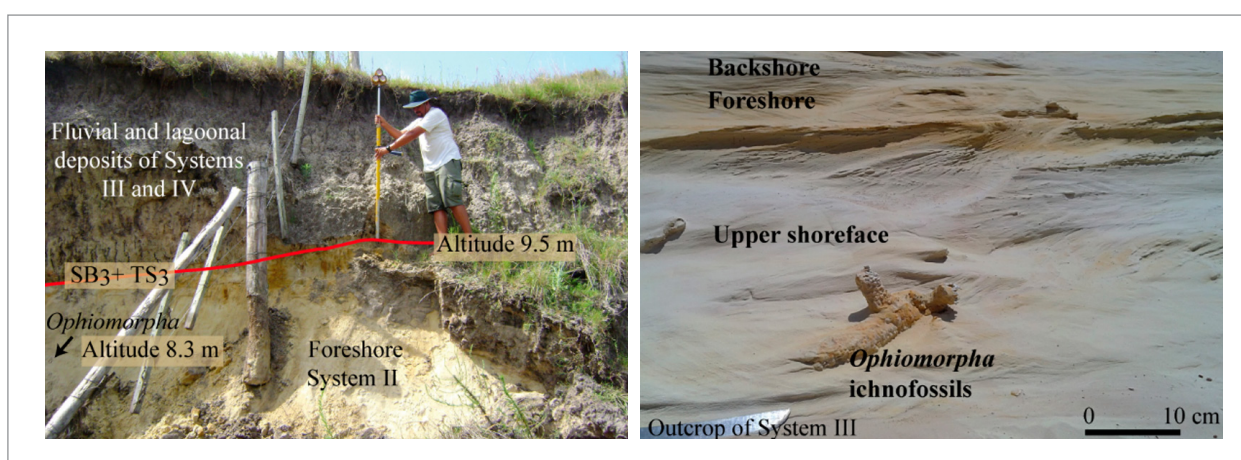 Fluvial and lagoonal
deposits of Systems
III and IV
Altitude 9.5 m
SB3+ TS3
Ophiomorpha
Altitude 8.3 m
Foreshore
System II
Backshore
Foreshore
Upper shoreface
Ophiomorpha
ichnofossils
0 10 cm
Outcrop of System III